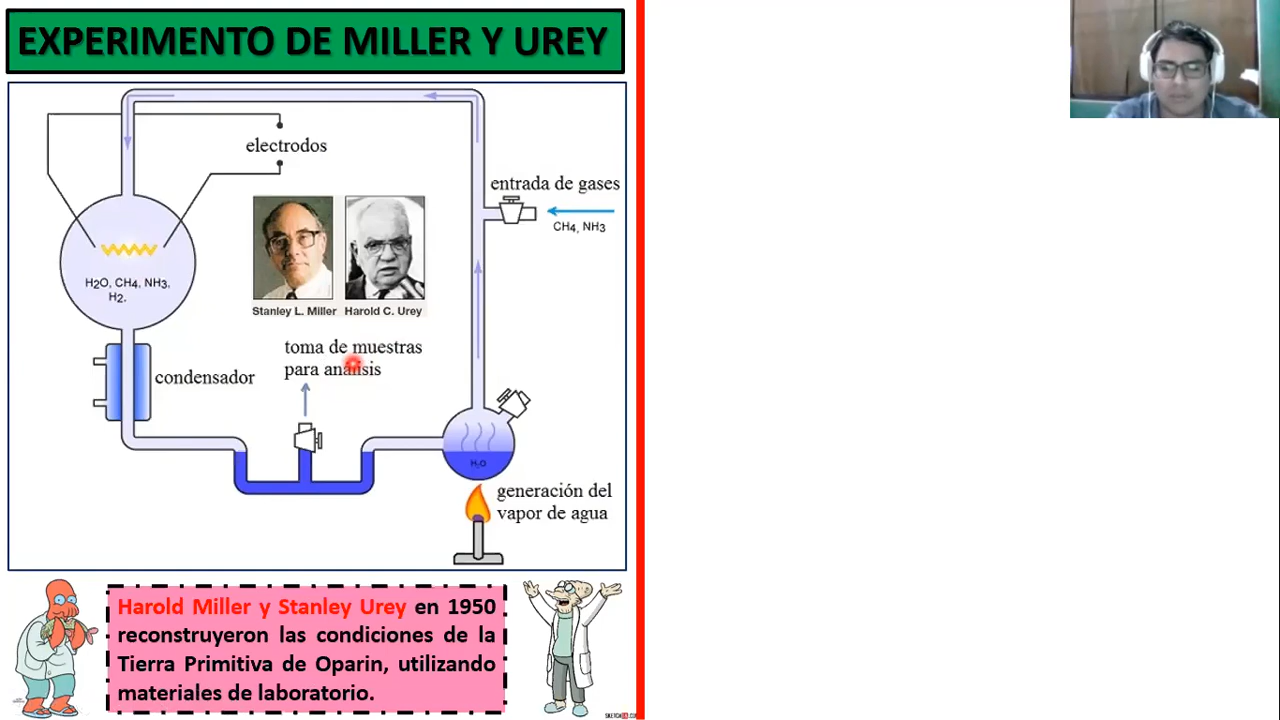 EXPERIMENTO DE MILLER Y UREY
electrodos
entrada de gases
CH4, NH3
H2O, CH4, NH3,
H2.
Stanley L. Miller Harold C. Urey
toma de muestras
para análisis
condensador
H2O
generación del
vapor de agua
Harold Miller y Stanley Urey en 1950
reconstruyeron las condiciones de la
Tierra Primitiva de Oparin, utilizando
materiales de laboratorio.